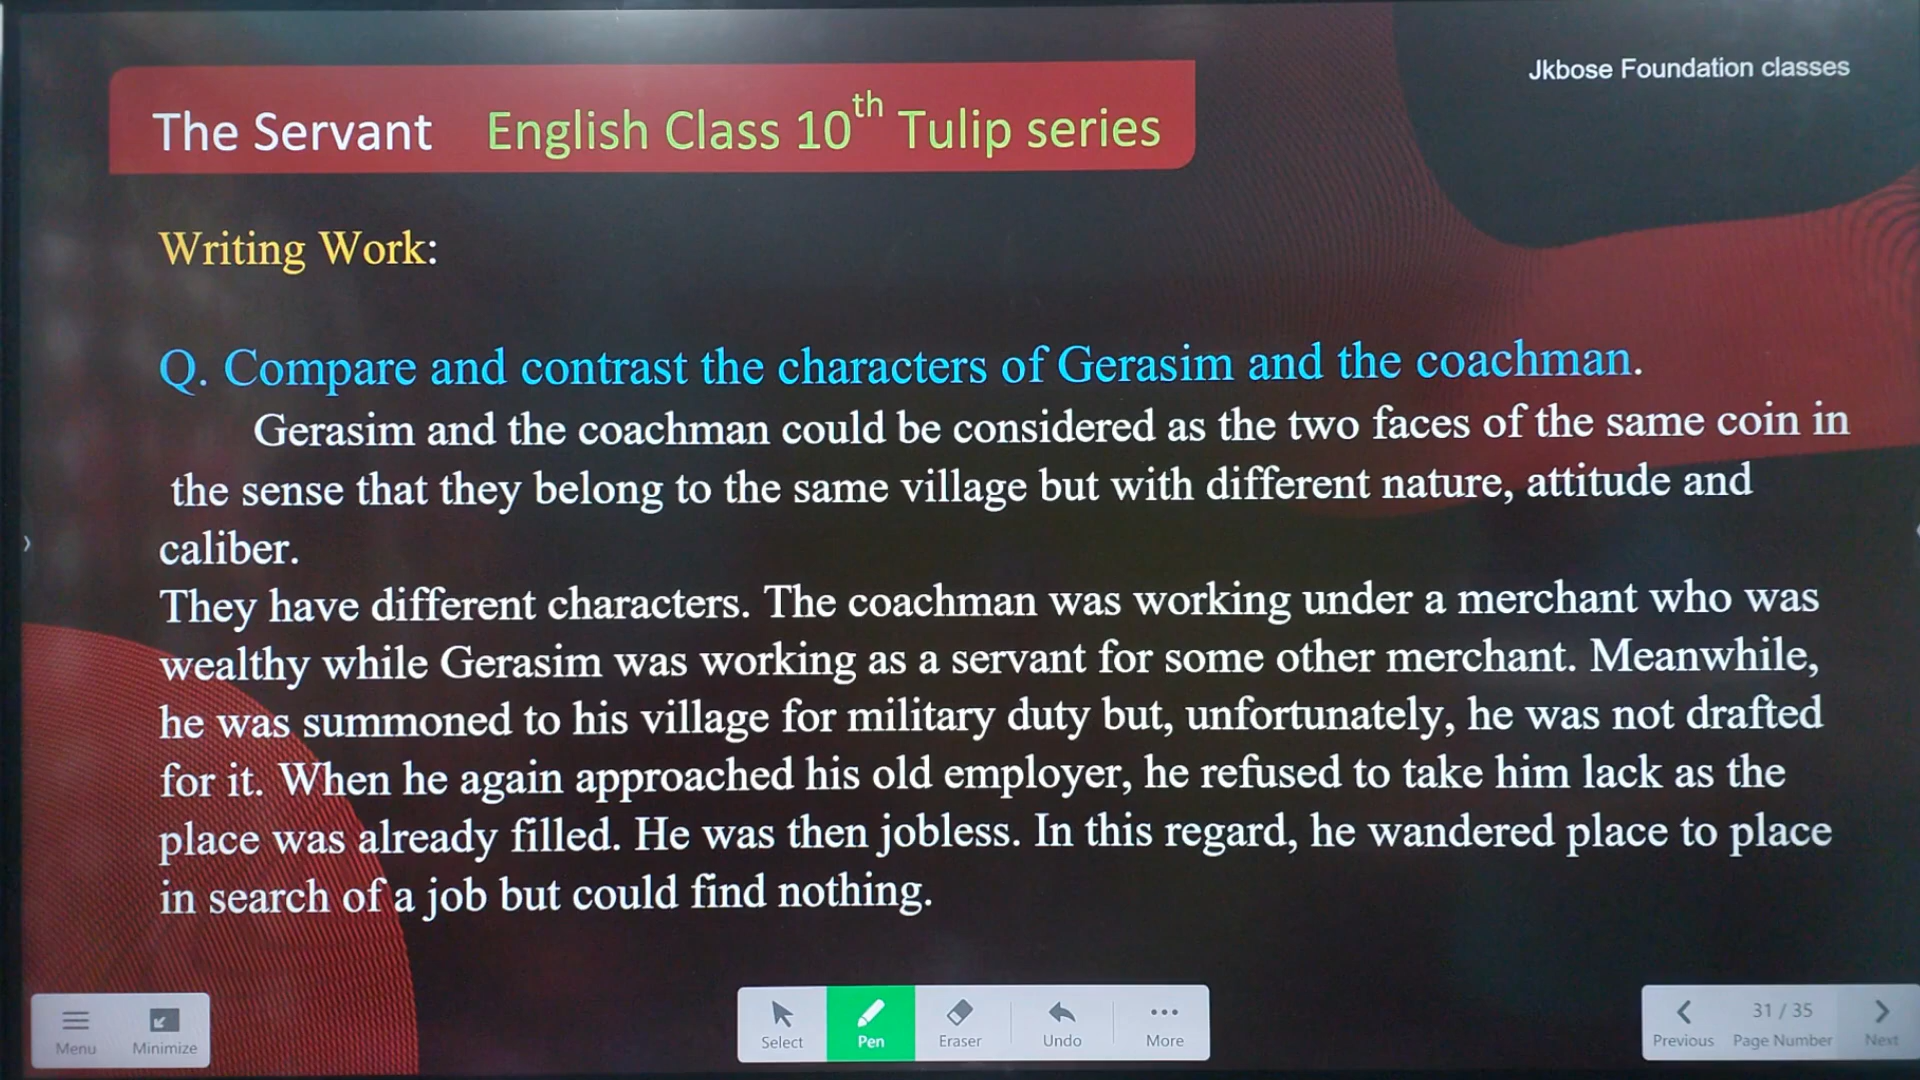 Jkbose Foundation classes
The Servant English Class 10th Tulip series
Writing Work:
Q. Compare and contrast the characters of Gerasim and the coachman.
Gerasim and the coachman could be considered as the two faces of the same coin in
the sense that they belong to the same village but with different nature, attitude and
caliber.
They have different characters. The coachman was working under a merchant who was
wealthy while Gerasim was working as a servant for some other merchant. Meanwhile,
he was summoned to his village for military duty but, unfortunately, he was not drafted
for it. When he again approached his old employer, he refused to take him lack as the
place was already filled. He was then jobless. In this regard, he wandered place to place
in search of a job but could find nothing.
Menu Minimize
Select Pen Eraser Undo More
31 / 35
Previous Page Number Next